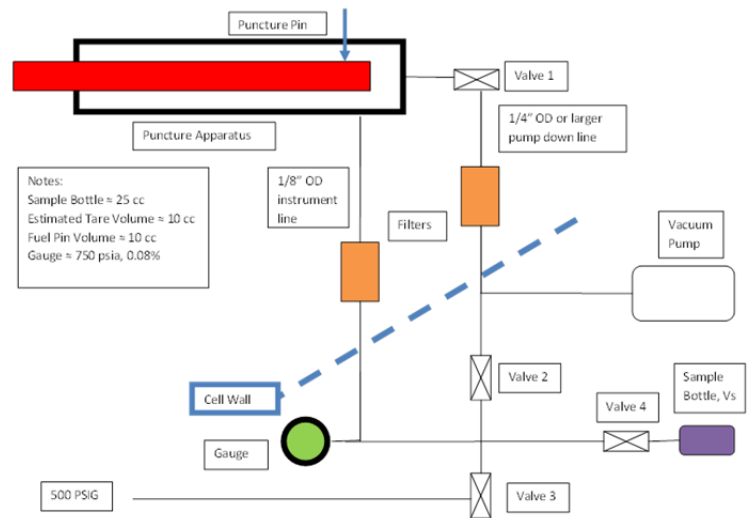 Puncture Pin
Valve 1
Puncture Apparatus
1/4” OD or larger
pump down line
Notes:
Sample Bottle ≈ 25 cc
Estimated Tare Volume ≈ 10 cc
Fuel Pin Volume ≈ 10 cc
Gauge ≈ 750 psia, 0.08%
1/8” OD
instrument
line
Filters
Vacuum
Pump
Cell Wall
Valve 2
Sample
Bottle, Vs
Valve 4
Gauge
500 PSIG
Valve 3